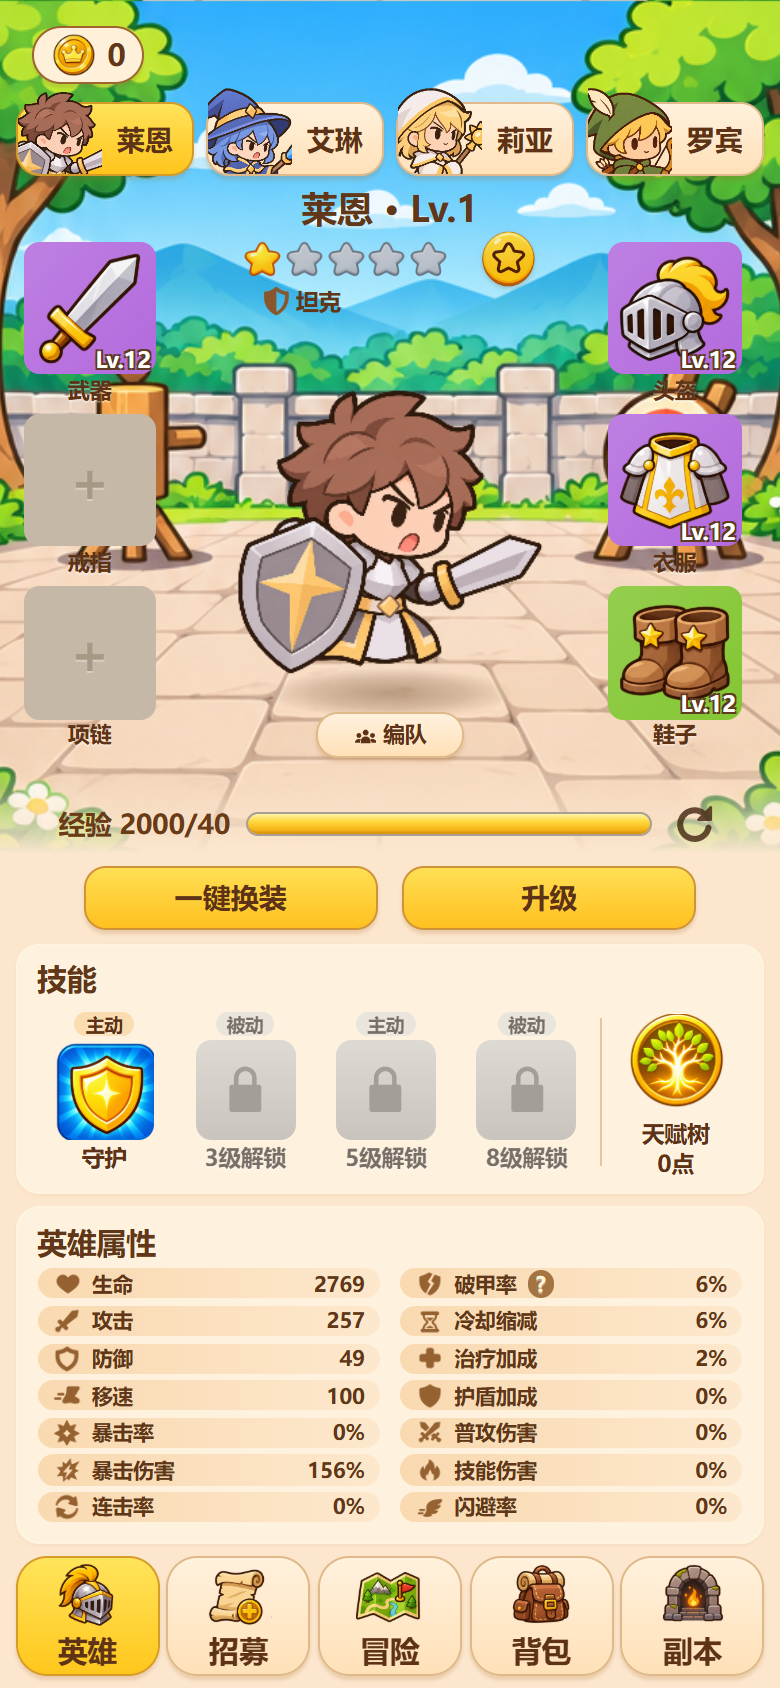 0
莱恩
艾琳
莉亚
罗宾
莱恩·Lv.1
坦克
Lv.12
武器
Lv.12
头盔
+
戒指
Lv.12
衣服
+
项链
Lv.12
鞋子
编队
经验 2000/40
一键换装
升级
技能
主动
被动
主动
被动
守护
3级解锁
5级解锁
8级解锁
天赋树
0点
英雄属性
生命 2769
破甲率 ? 6%
攻击 257
冷却缩减 6%
防御 49
治疗加成 2%
移速 100
护盾加成 0%
暴击率 0%
普攻伤害 0%
暴击伤害 156%
技能伤害 0%
连击率 0%
闪避率 0%
英雄
招募
冒险
背包
副本